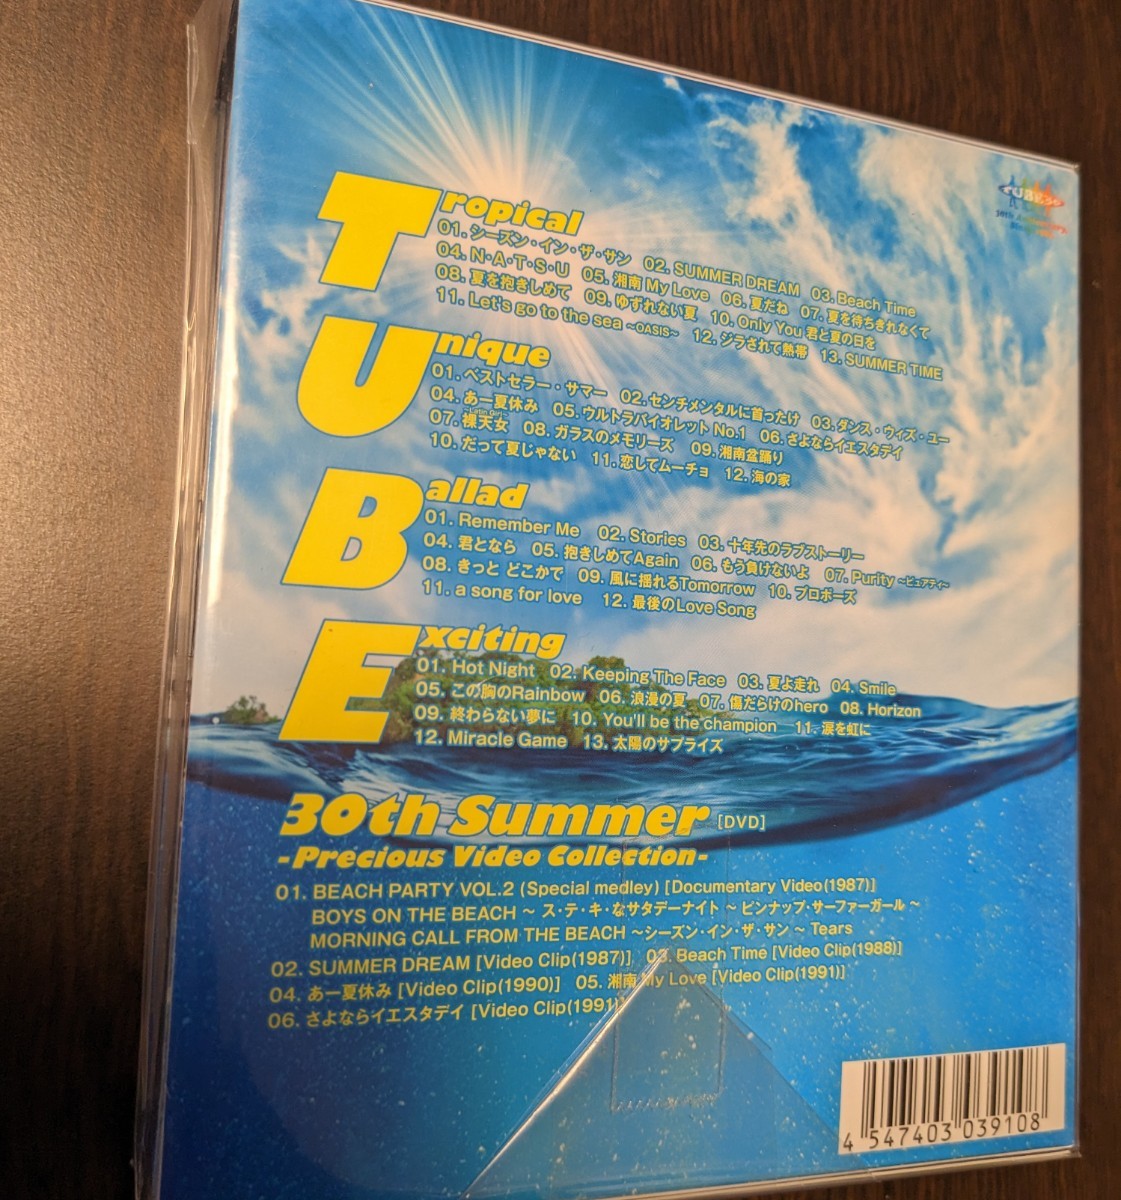 Tropical
01. シーズン・イン・ザ・サン 02. SUMMER DREAM 03. Beach Time
04. N・A・T・S・U 05. 湘南 My Love 06. 夏だね 07. 夏を待ちきれなくて
08. 夏を抱きしめて 09. ゆずれない夏 10. Only You 君と夏の日を
11. Let's go to the sea ~OASIS~ 12. ジラされて熱帯 13. SUMMER TIME
Unique
01. ベストセラー・サマー 02. センチメンタルに首ったけ 03. ダンス・ウィズ・ユー
04. あー夏休み 05. ウルトラバイオレット No.1 06. さよならイエスタデイ
~Latin Girl~
07. 裸天女 08. ガラスのメモリーズ 09. 湘南盆踊り
10. だって夏じゃない 11. 恋してムーチョ 12. 海の家
Ballad
01. Remember Me 02. Stories 03. 十年先のラブストーリー
04. 君となら 05. 抱きしめてAgain 06. もう負けないよ 07. Purity ~ピュアティ~
08. きっと どこかで 09. 風に揺れるTomorrow 10. プロポーズ
11. a song for love 12. 最後のLove Song
Exciting
01. Hot Night 02. Keeping The Face 03. 夏よ走れ 04. Smile
05. この胸のRainbow 06. 浪漫の夏 07. 傷だらけのhero 08. Horizon
09. 終わらない夢に 10. You'll be the champion 11. 涙を虹に
12. Miracle Game 13. 太陽のサプライズ
30th Summer [DVD]
-Precious Video Collection-
01. BEACH PARTY VOL.2 (Special medley) [Documentary Video(1987)]
BOYS ON THE BEACH ~ ス・テ・キ・なサタデーナイト ~ ピンナップ・サーファーガール ~
MORNING CALL FROM THE BEACH ~シーズン・イン・ザ・サン ~ Tears
02. SUMMER DREAM [Video Clip(1987)] 03. Beach Time [Video Clip(1988)]
04. あー夏休み [Video Clip(1990)] 05. 湘南 My Love [Video Clip(1991)]
06. さよならイエスタデイ [Video Clip(1991)]
4 547403 039108